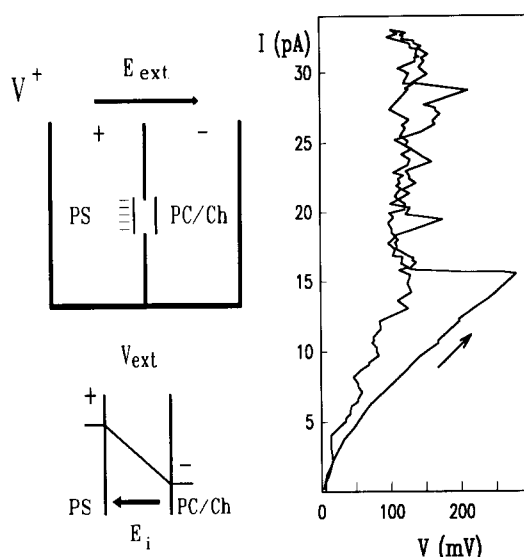 V+
E ext
+ -
PS PC/Ch
V ext
+
-
PS PC/Ch
E i
I (pA)
30
25
20
15
10
5
0 100 200
V (mV)